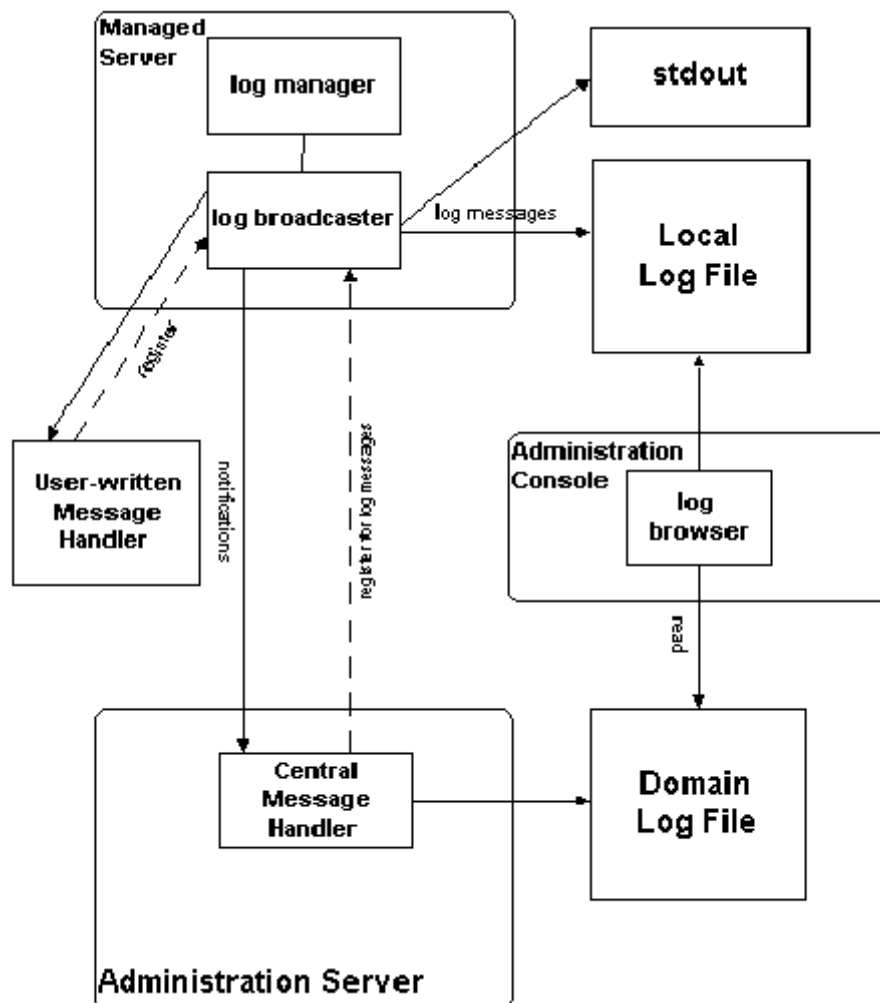 Managed
Server
log manager
stdout
log broadcaster
log messages
Local
Log File
register
User-written
Message
Handler
notifications
register for log messages
Administration
Console
log
browser
read
Central
Message
Handler
Domain
Log File
Administration Server